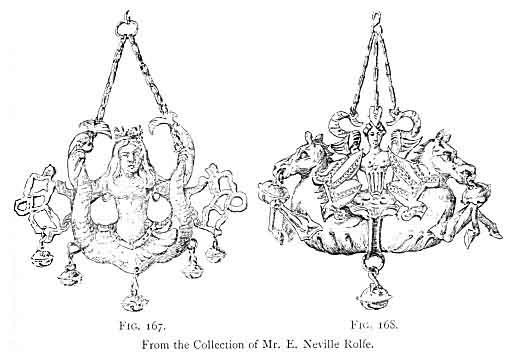 FIG. 167. FIG. 168.
From the Collection of Mr. E. Neville Rolfe.